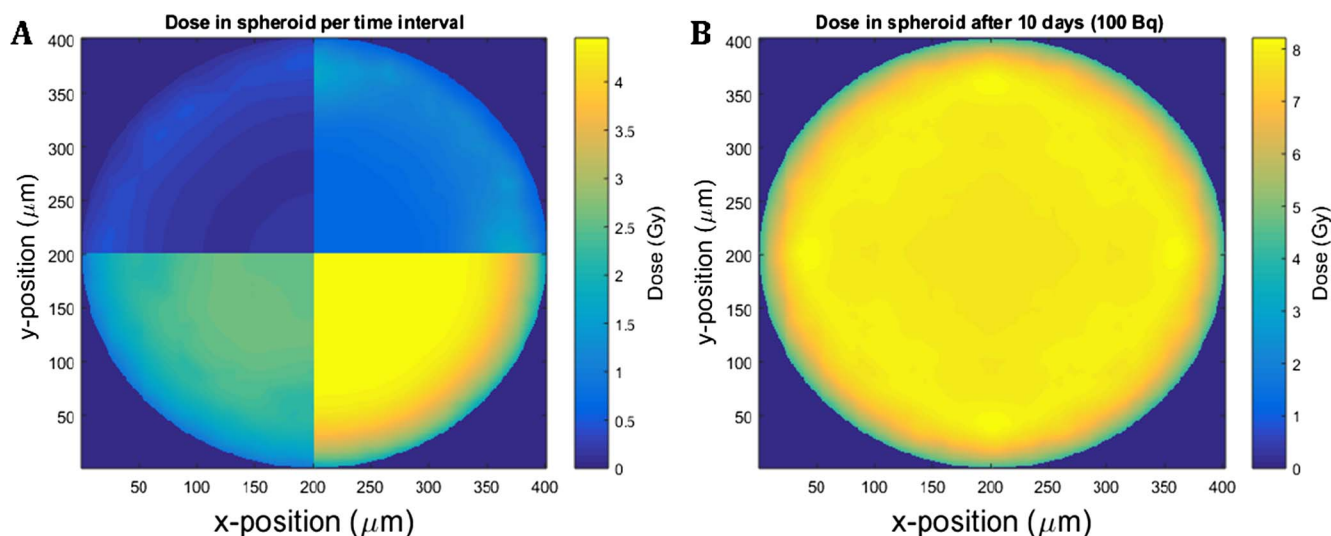 A
Dose in spheroid per time interval
400
350
300
250
200
150
100
50
y-position (μm)
50 100 150 200 250 300 350 400
x-position (μm)
4
3.5
3
2.5
2
1.5
1
0.5
0
Dose (Gy)
B
Dose in spheroid after 10 days (100 Bq)
400
350
300
250
200
150
100
50
y-position (μm)
50 100 150 200 250 300 350 400
x-position (μm)
8
7
6
5
4
3
2
1
0
Dose (Gy)